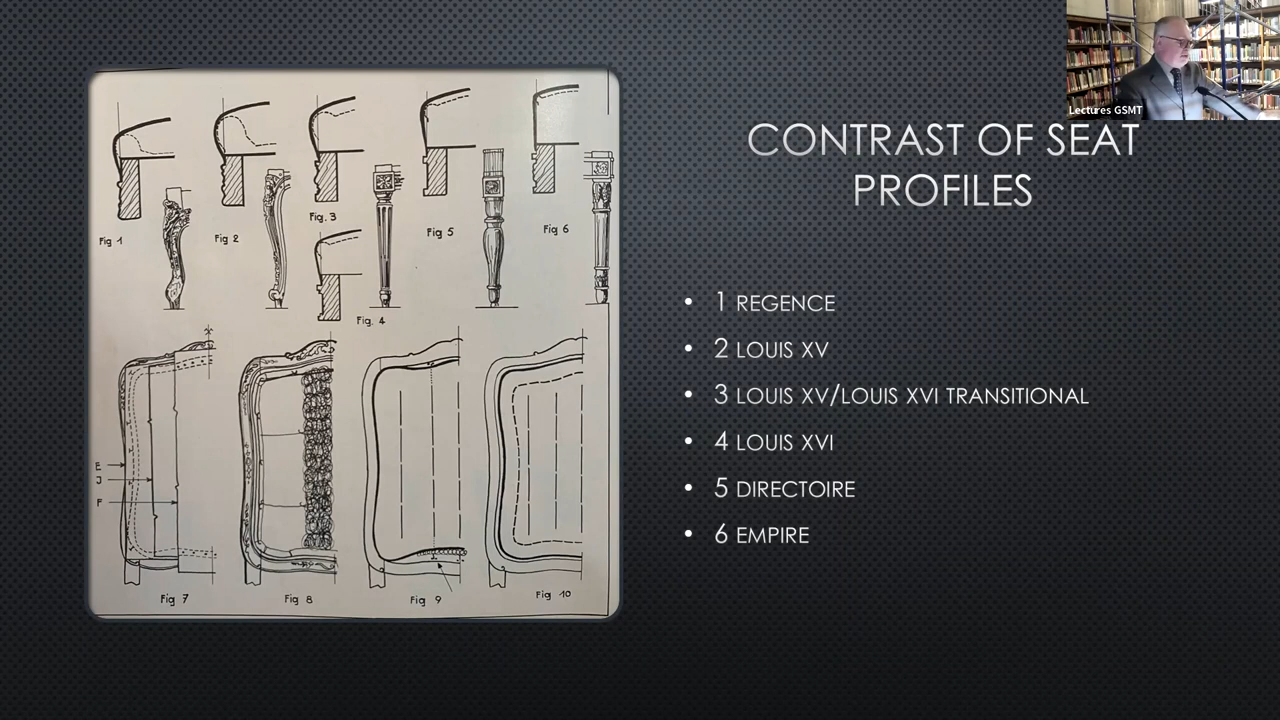 Lectures GSMT
CONTRAST OF SEAT
PROFILES
• 1 REGENCE
• 2 LOUIS XV
• 3 LOUIS XV/LOUIS XVI TRANSITIONAL
• 4 LOUIS XVI
• 5 DIRECTOIRE
• 6 EMPIRE
Fig 1
Fig 2
Fig. 3
Fig. 4
Fig 5
Fig 6
E
J
F
Fig 7
Fig 8
Fig 9
Fig 10